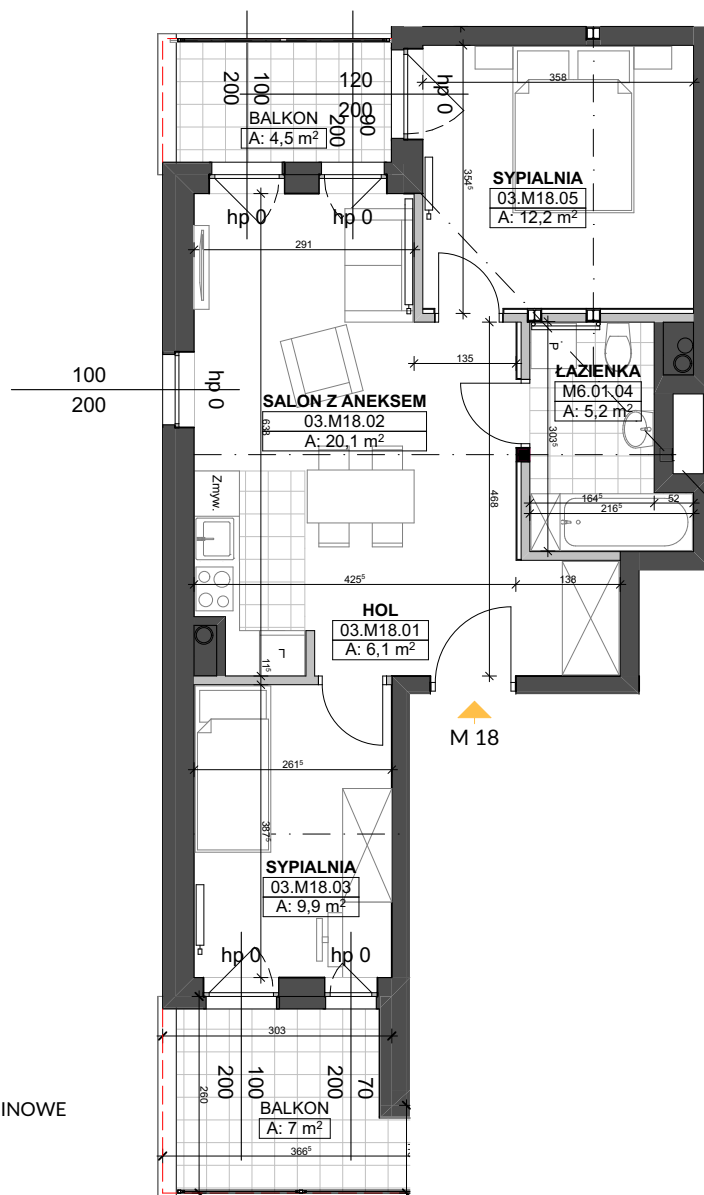 200
100
120
200
200
90
hp 0
358
BALKON
A: 4,5 m²
354⁵
SYPIALNIA
03.M18.05
A: 12,2 m²
hp 0
hp 0
291
135
100
200
hp 0
SALON Z ANEKSEM
03.M18.02
A: 20,1 m²
638
P
ŁAZIENKA
M6.01.04
A: 5,2 m²
303⁵
Zmyw.
468
164⁵
52
216⁵
425⁵
138
HOL
03.M18.01
A: 6,1 m²
L
11⁵
M 18
261⁵
387⁵
SYPIALNIA
03.M18.03
A: 9,9 m²
hp 0
hp 0
303
260
200
100
200
70
INOWE
BALKON
A: 7 m²
366⁵